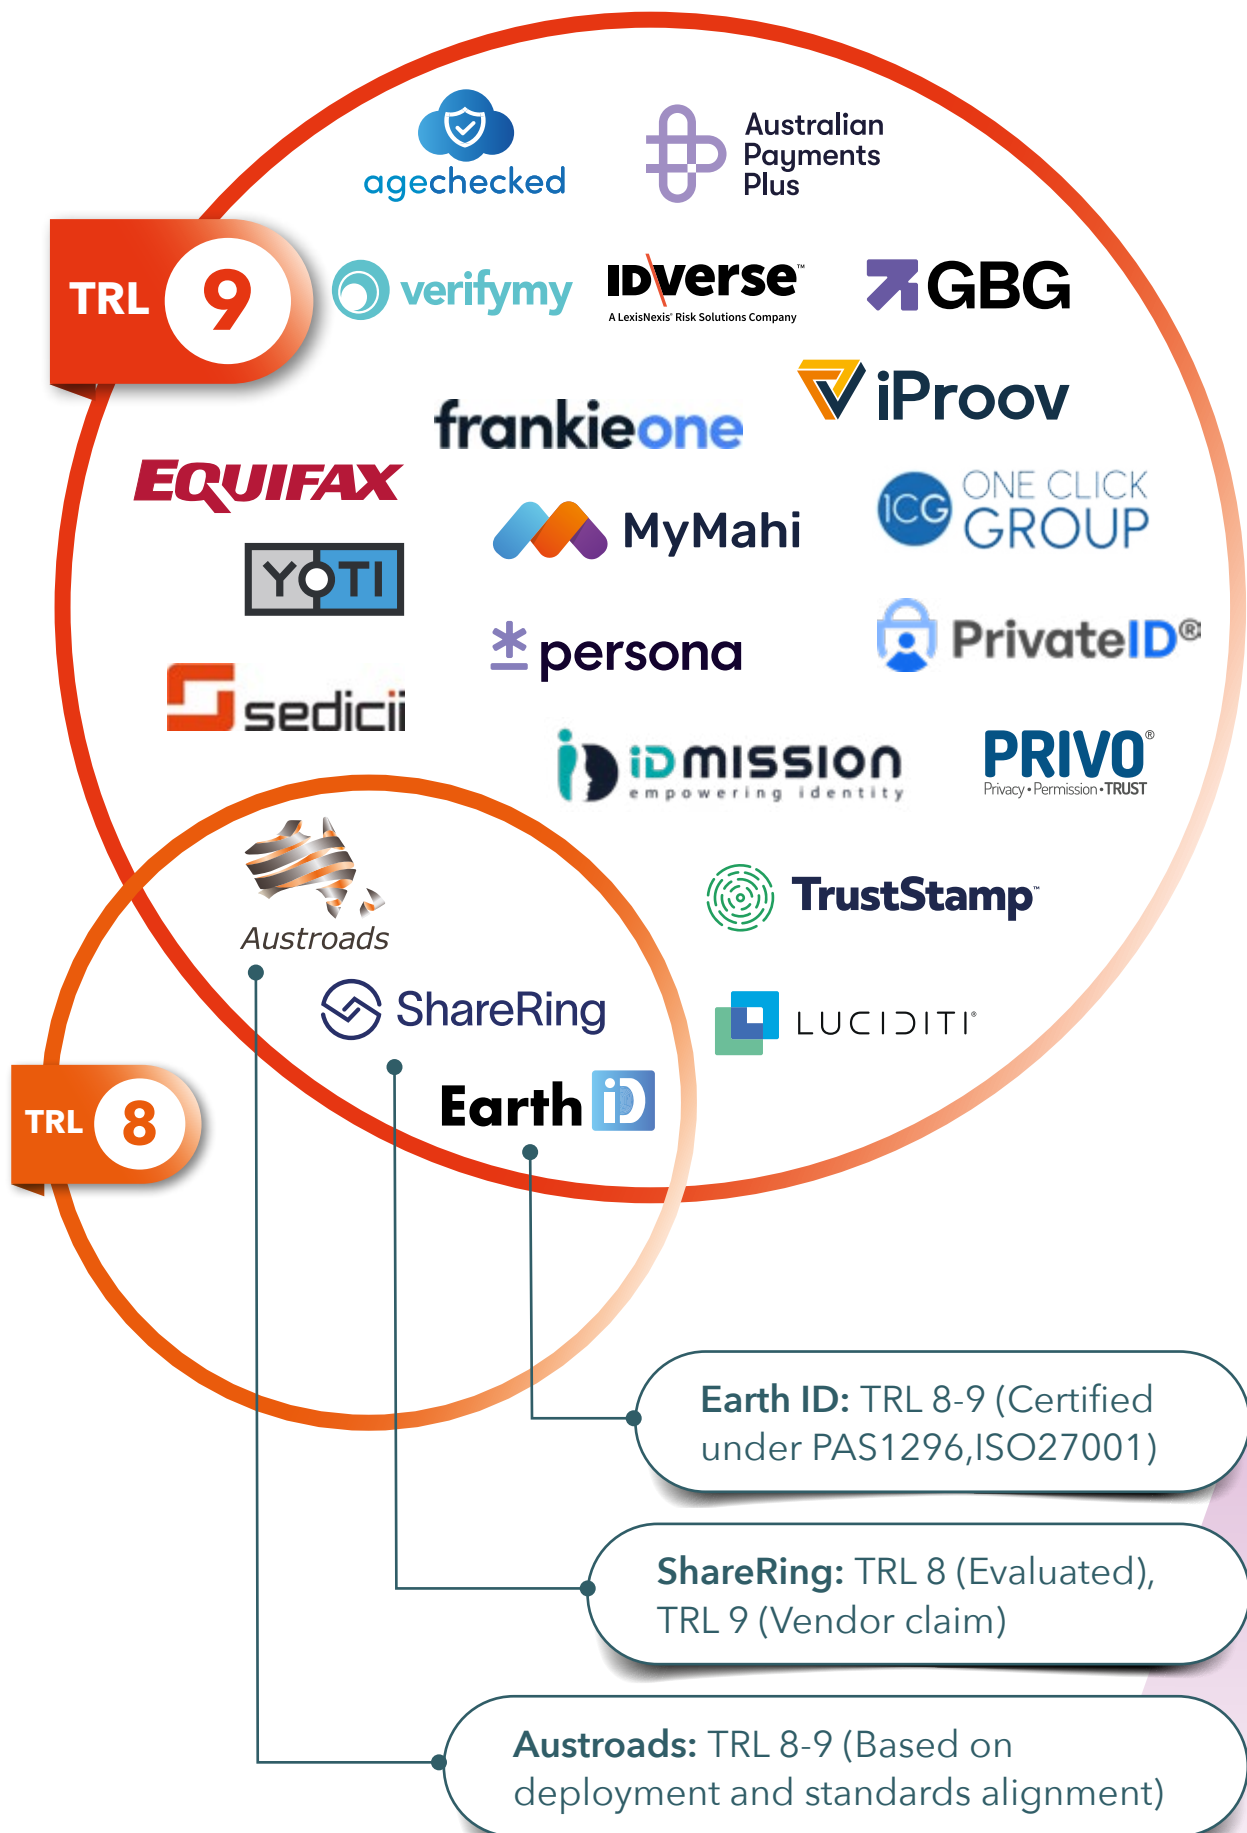 agechecked
Australian
Payments
Plus
TRL 9
verifymy
IDVerse™
A LexisNexis® Risk Solutions Company
GBG
iProov
frankieone
EQUIFAX
1CG ONE CLICK
GROUP
MyMahi
YOTI
PrivateID®
persona
sedicii
iDmission
empowering identity
PRIVO®
Privacy • Permission • TRUST
TrustStamp™
Austroads
ShareRing
LUCIDITI®
Earth iD
TRL 8
Earth ID: TRL 8-9 (Certified
under PAS1296,ISO27001)
ShareRing: TRL 8 (Evaluated),
TRL 9 (Vendor claim)
Austroads: TRL 8-9 (Based on
deployment and standards alignment)